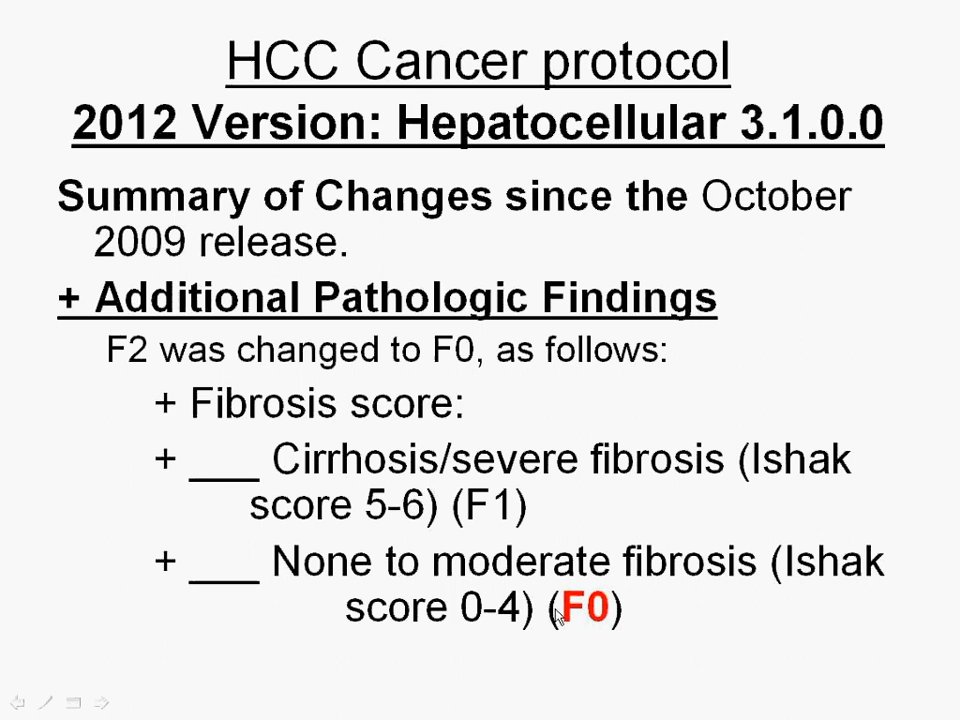 HCC Cancer protocol
2012 Version: Hepatocellular 3.1.0.0
Summary of Changes since the October
2009 release.
+ Additional Pathologic Findings
F2 was changed to F0, as follows:
+ Fibrosis score:
+ ___ Cirrhosis/severe fibrosis (Ishak
score 5-6) (F1)
+ ___ None to moderate fibrosis (Ishak
score 0-4) (F0)